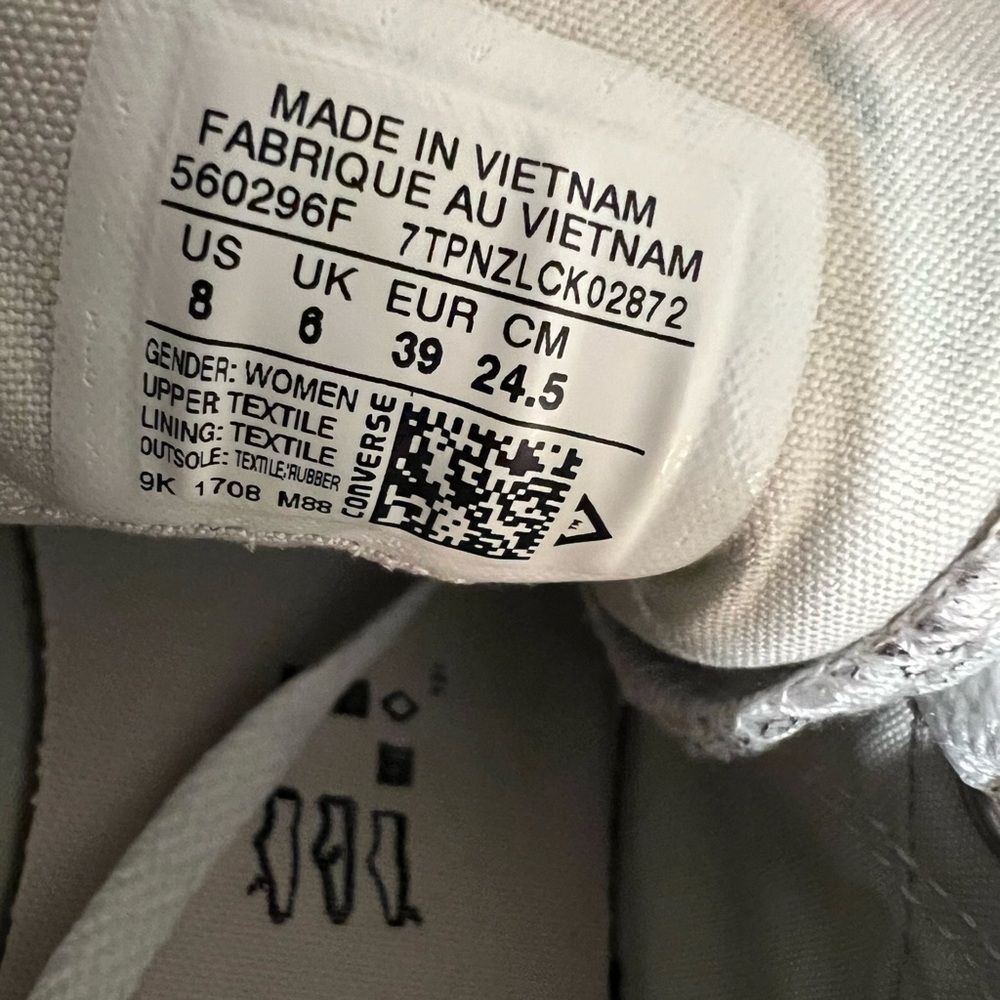 MADE IN VIETNAM
FABRIQUE AU VIETNAM
560296F 7TPNZLCK02872
US UK EUR CM
8 6 39 24.5
GENDER: WOMEN
UPPER TEXTILE
LINING: TEXTILE
OUTSOLE: TEXTILE/RUBBER
9K 1708 M88
CONVERSE